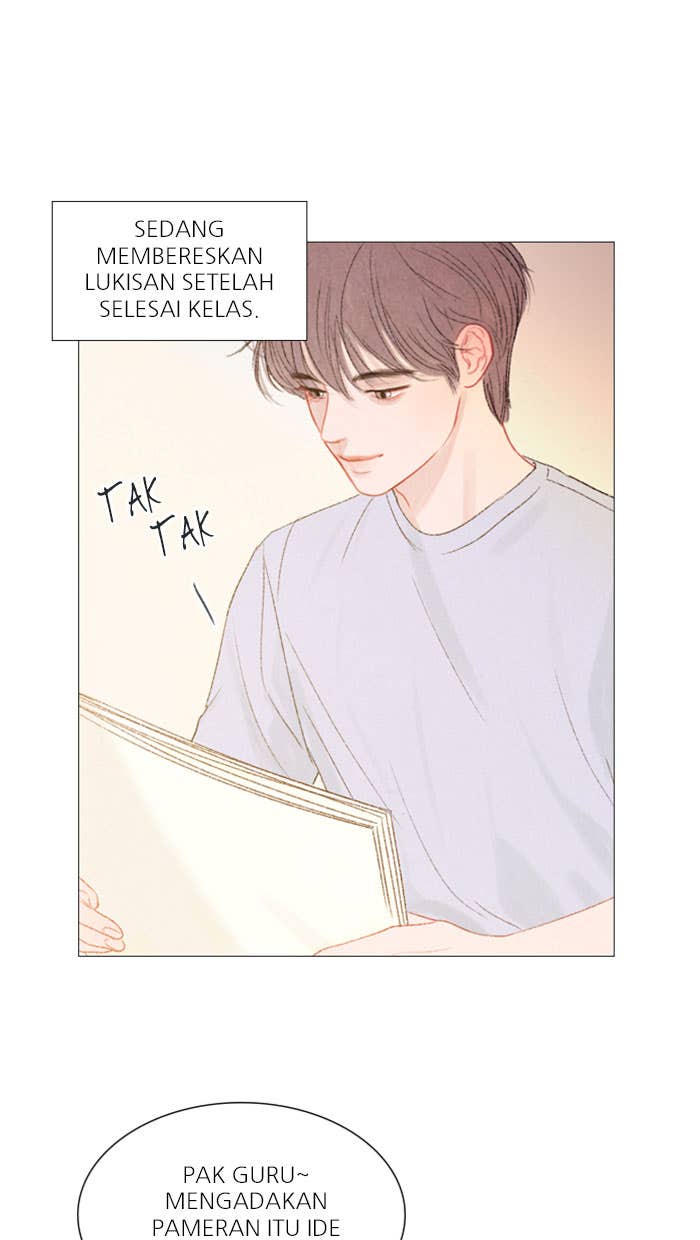 SEDANG
MEMBERESKAN
LUKISAN SETELAH
SELESAI KELAS.
TAK
TAK
PAK GURU~
MENGADAKAN
PAMERAN ITU IDE